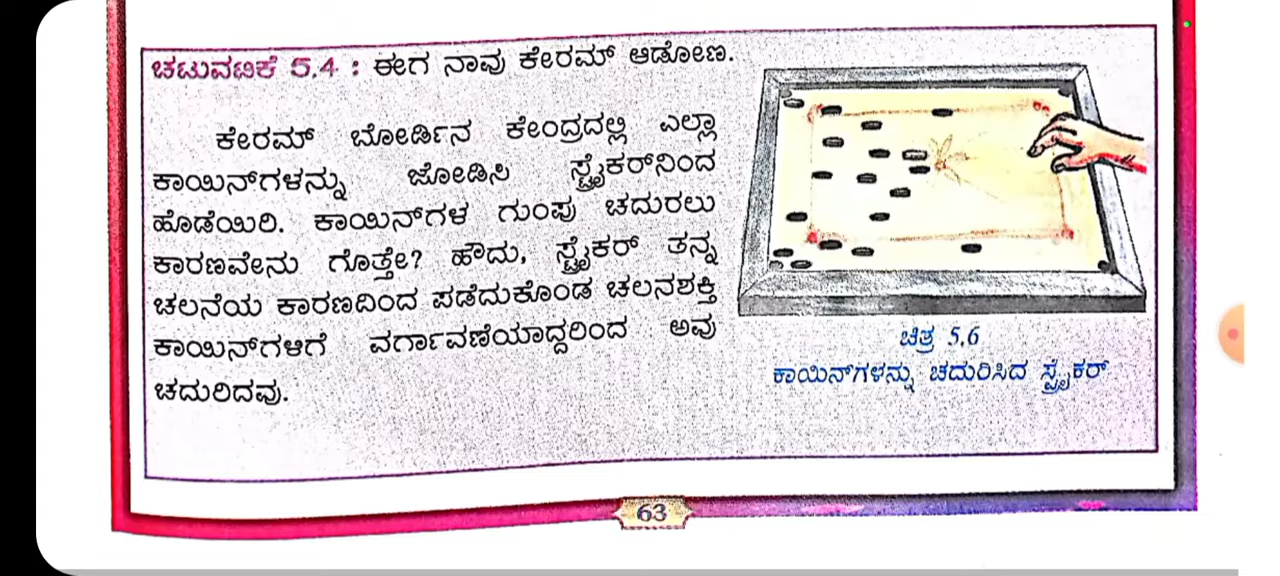 ಚಟುವಟಿಕೆ 5.4 : ಈಗ ನಾವು ಕೇರಮ್ ಆಡೋಣ.
ಕೇರಮ್ ಬೋರ್ಡಿನ ಕೇಂದ್ರದಲ್ಲಿ ಎಲ್ಲಾ
ಕಾಯಿನ್‌ಗಳನ್ನು ಜೋಡಿಸಿ ಸ್ಟ್ರೈಕರ್‌ನಿಂದ
ಹೊಡೆಯಿರಿ. ಕಾಯಿನ್‌ಗಳ ಗುಂಪು ಚದುರಲು
ಕಾರಣವೇನು ಗೊತ್ತೇ? ಹೌದು, ಸ್ಟ್ರೈಕರ್ ತನ್ನ
ಚಲನೆಯ ಕಾರಣದಿಂದ ಪಡೆದುಕೊಂಡ ಚಲನಶಕ್ತಿ
ಕಾಯಿನ್‌ಗಳಿಗೆ ವರ್ಗಾವಣೆಯಾದ್ದರಿಂದ ಅವು
ಚದುರಿದವು.
ಚಿತ್ರ 5.6
ಕಾಯಿನ್‌ಗಳನ್ನು ಚದುರಿಸಿದ ಸ್ಟ್ರೈಕರ್
63